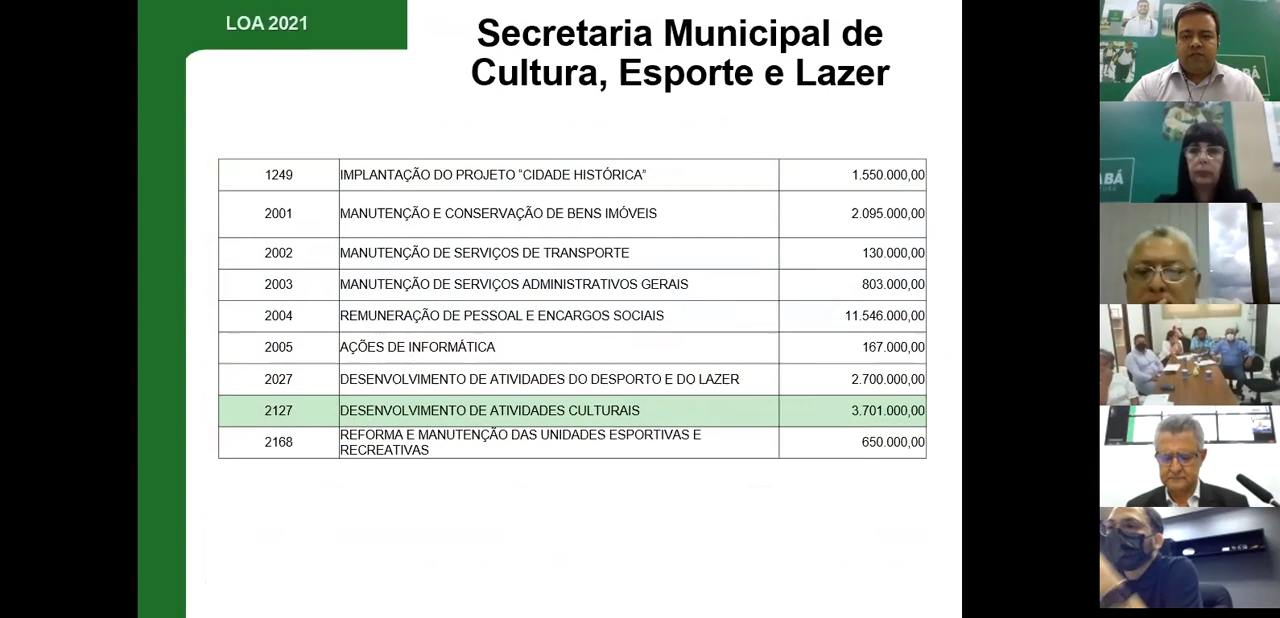 LOA 2021
Secretaria Municipal de
Cultura, Esporte e Lazer
1249 IMPLANTAÇÃO DO PROJETO “CIDADE HISTÓRICA” 1.550.000,00
2001 MANUTENÇÃO E CONSERVAÇÃO DE BENS IMÓVEIS 2.095.000,00
2002 MANUTENÇÃO DE SERVIÇOS DE TRANSPORTE 130.000,00
2003 MANUTENÇÃO DE SERVIÇOS ADMINISTRATIVOS GERAIS 803.000,00
2004 REMUNERAÇÃO DE PESSOAL E ENCARGOS SOCIAIS 11.546.000,00
2005 AÇÕES DE INFORMÁTICA 167.000,00
2027 DESENVOLVIMENTO DE ATIVIDADES DO DESPORTO E DO LAZER 2.700.000,00
2127 DESENVOLVIMENTO DE ATIVIDADES CULTURAIS 3.701.000,00
2168 REFORMA E MANUTENÇÃO DAS UNIDADES ESPORTIVAS E
RECREATIVAS 650.000,00